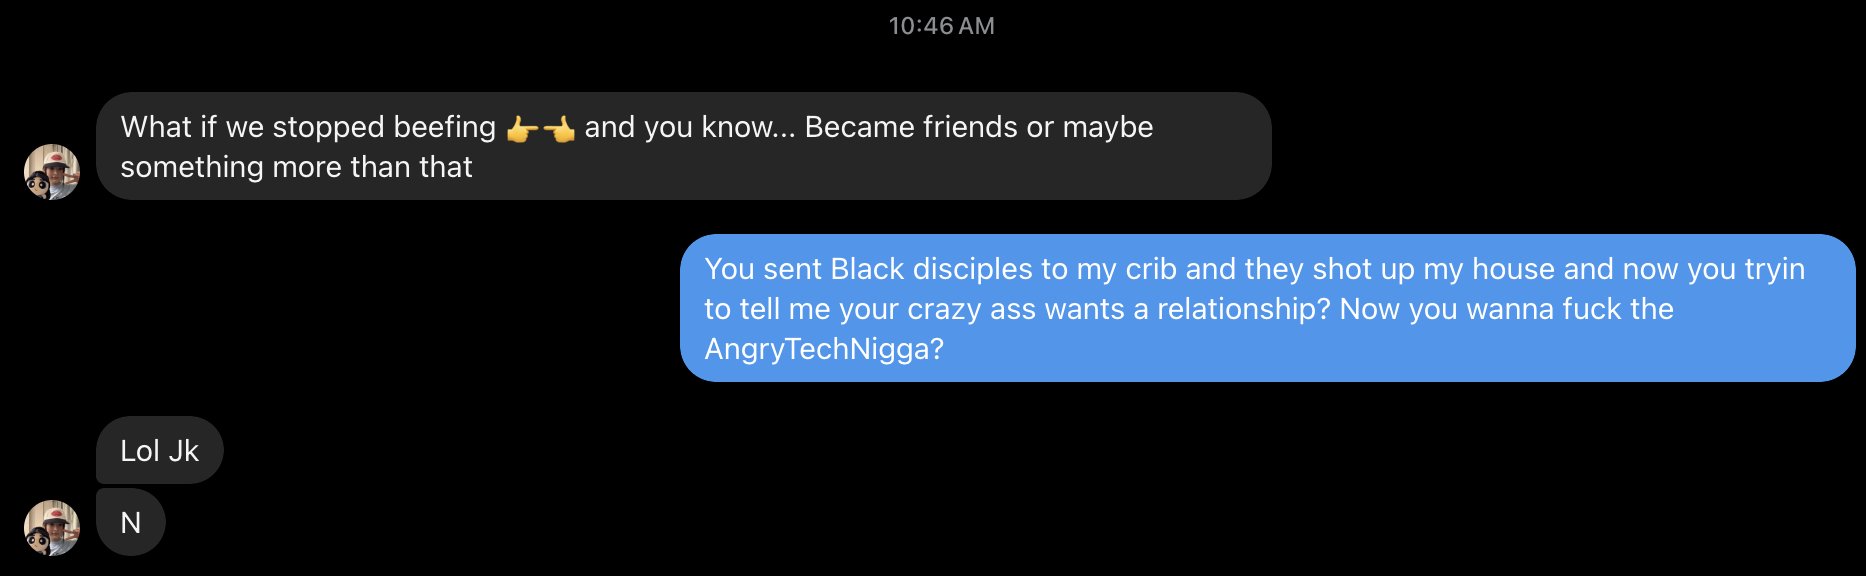 10:46 AM
What if we stopped beefing 👉👈 and you know... Became friends or maybe
something more than that
You sent Black disciples to my crib and they shot up my house and now you tryin
to tell me your crazy ass wants a relationship? Now you wanna fuck the
AngryTechNigga?
Lol Jk
N